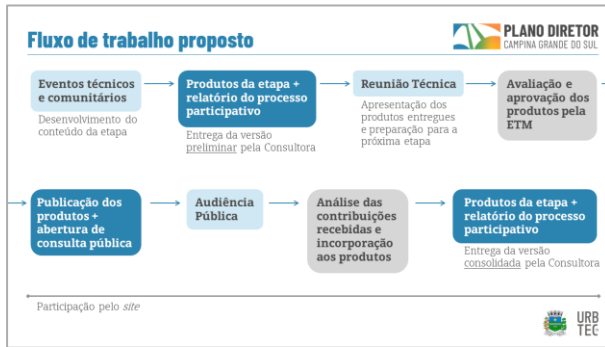 Fluxo de trabalho proposto
PLANO DIRETOR
CAMPINA GRANDE DO SUL
Eventos técnicos
e comunitários
Desenvolvimento do
conteúdo da etapa
Produtos da etapa +
relatório do processo
participativo
Entrega da versão
preliminar pela Consultora
Reunião Técnica
Apresentação dos
produtos entregues
e preparação para a
próxima etapa
Avaliação e
aprovação dos
produtos pela
ETM
Publicação dos
produtos +
abertura de
consulta pública
Audiência
Pública
Análise das
contribuições
recebidas e
incorporação
aos produtos
Produtos da etapa +
relatório do processo
participativo
Entrega da versão
consolidada pela Consultora
Participação pelo site
URB
TEC